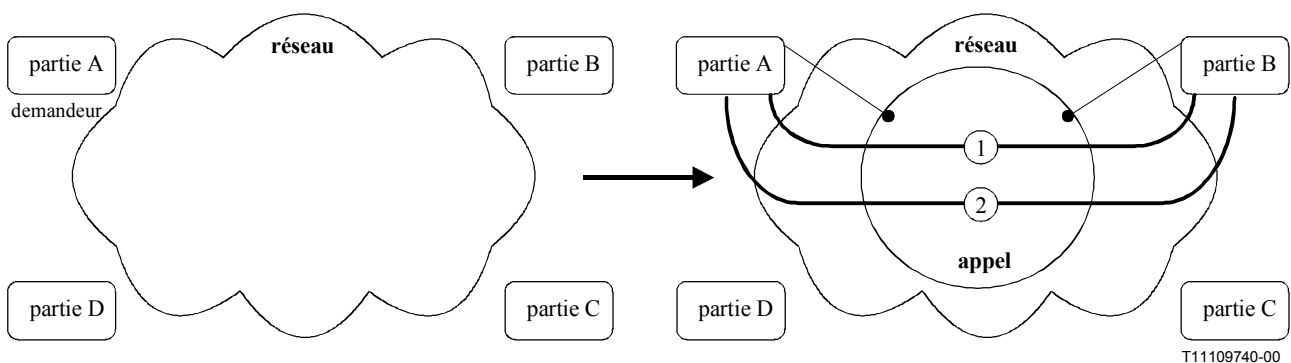 réseau
partie A
partie B
demandeur
partie D
partie C
réseau
partie A
partie B
1
2
appel
partie D
partie C
T11109740-00